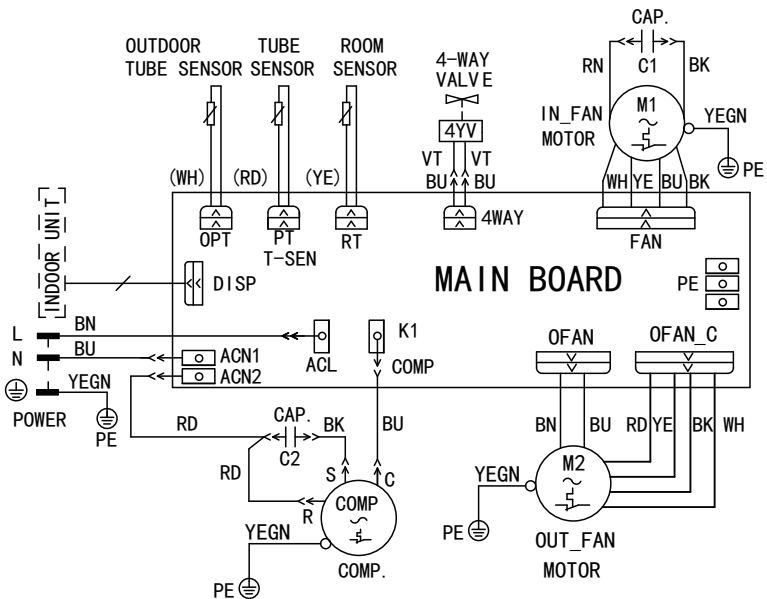 CAP.
OUTDOOR
TUBE SENSOR
TUBE
SENSOR
ROOM
SENSOR
4-WAY
VALVE
RN
C1
BK
M1
IN_FAN
MOTOR
YEGN
4YV
PE
VT
VT
(WH)
(RD)
(YE)
BU
BU
WH
YE
BU
BK
OPT
PT
T-SEN
RT
4WAY
FAN
INDOOR UNIT
DISP
MAIN BOARD
PE
L
BN
ACL
K1
COMP
OFAN
OFAN_C
N
BU
ACN1
ACN2
YEGN
POWER
PE
RD
CAP.
BK
BU
C2
RD
S
C
R
COMP
YEGN
PE
COMP.
BN
BU
RD
YE
BK
WH
M2
YEGN
PE
OUT_FAN
MOTOR